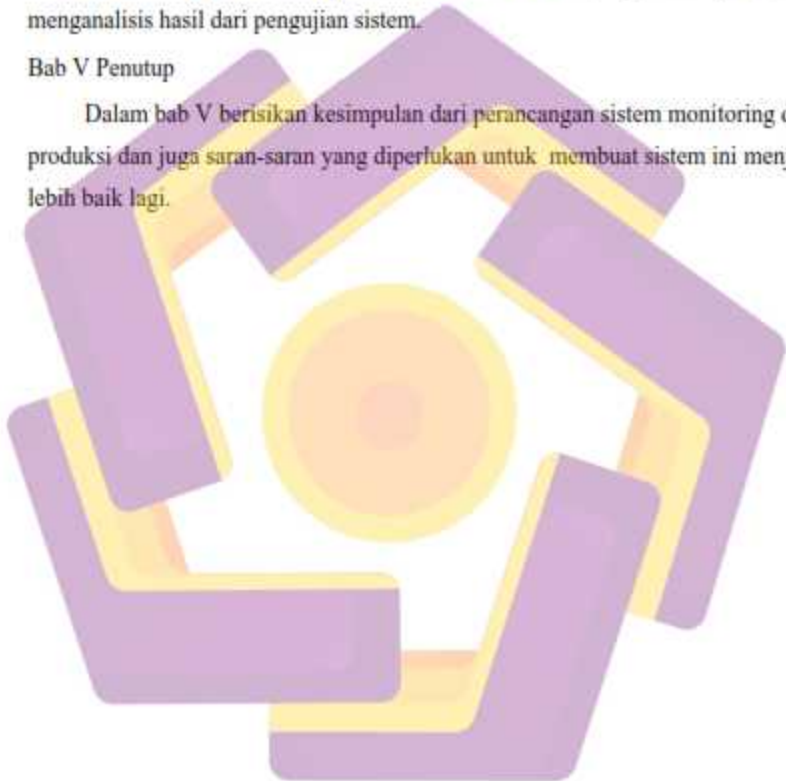 menganalisis hasil dari pengujian sistem.
Bab V Penutup
Dalam bab V berisikan kesimpulan dari perancangan sistem monitoring
produksi dan juga saran-saran yang diperlukan untuk membuat sistem ini
lebih baik lagi.